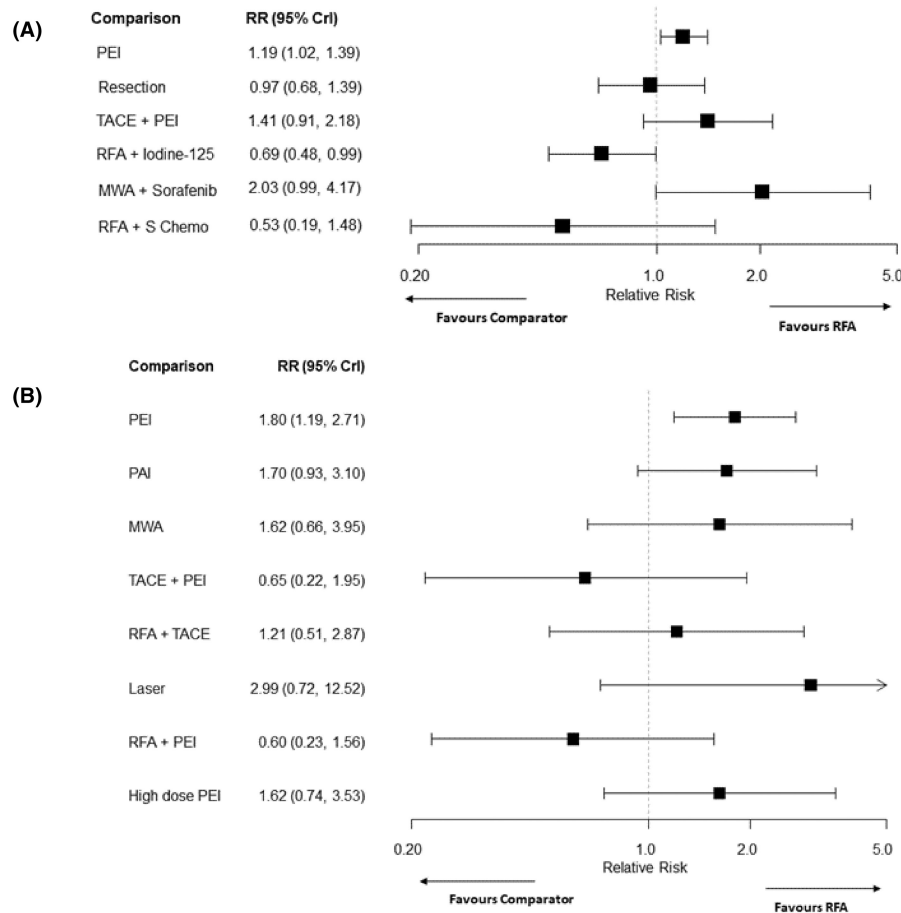 (A)
Comparison RR (95% CrI)
PEI 1.19 (1.02, 1.39)
Resection 0.97 (0.68, 1.39)
TACE + PEI 1.41 (0.91, 2.18)
RFA + Iodine-125 0.69 (0.48, 0.99)
MWA + Sorafenib 2.03 (0.99, 4.17)
RFA + S Chemo 0.53 (0.19, 1.48)
0.20 1.0 2.0 5.0
Relative Risk
Favours Comparator Favours RFA
(B)
Comparison RR (95% CrI)
PEI 1.80 (1.19, 2.71)
PAI 1.70 (0.93, 3.10)
MWA 1.62 (0.66, 3.95)
TACE + PEI 0.65 (0.22, 1.95)
RFA + TACE 1.21 (0.51, 2.87)
Laser 2.99 (0.72, 12.52)
RFA + PEI 0.60 (0.23, 1.56)
High dose PEI 1.62 (0.74, 3.53)
0.20 1.0 2.0 5.0
Relative Risk
Favours Comparator Favours RFA